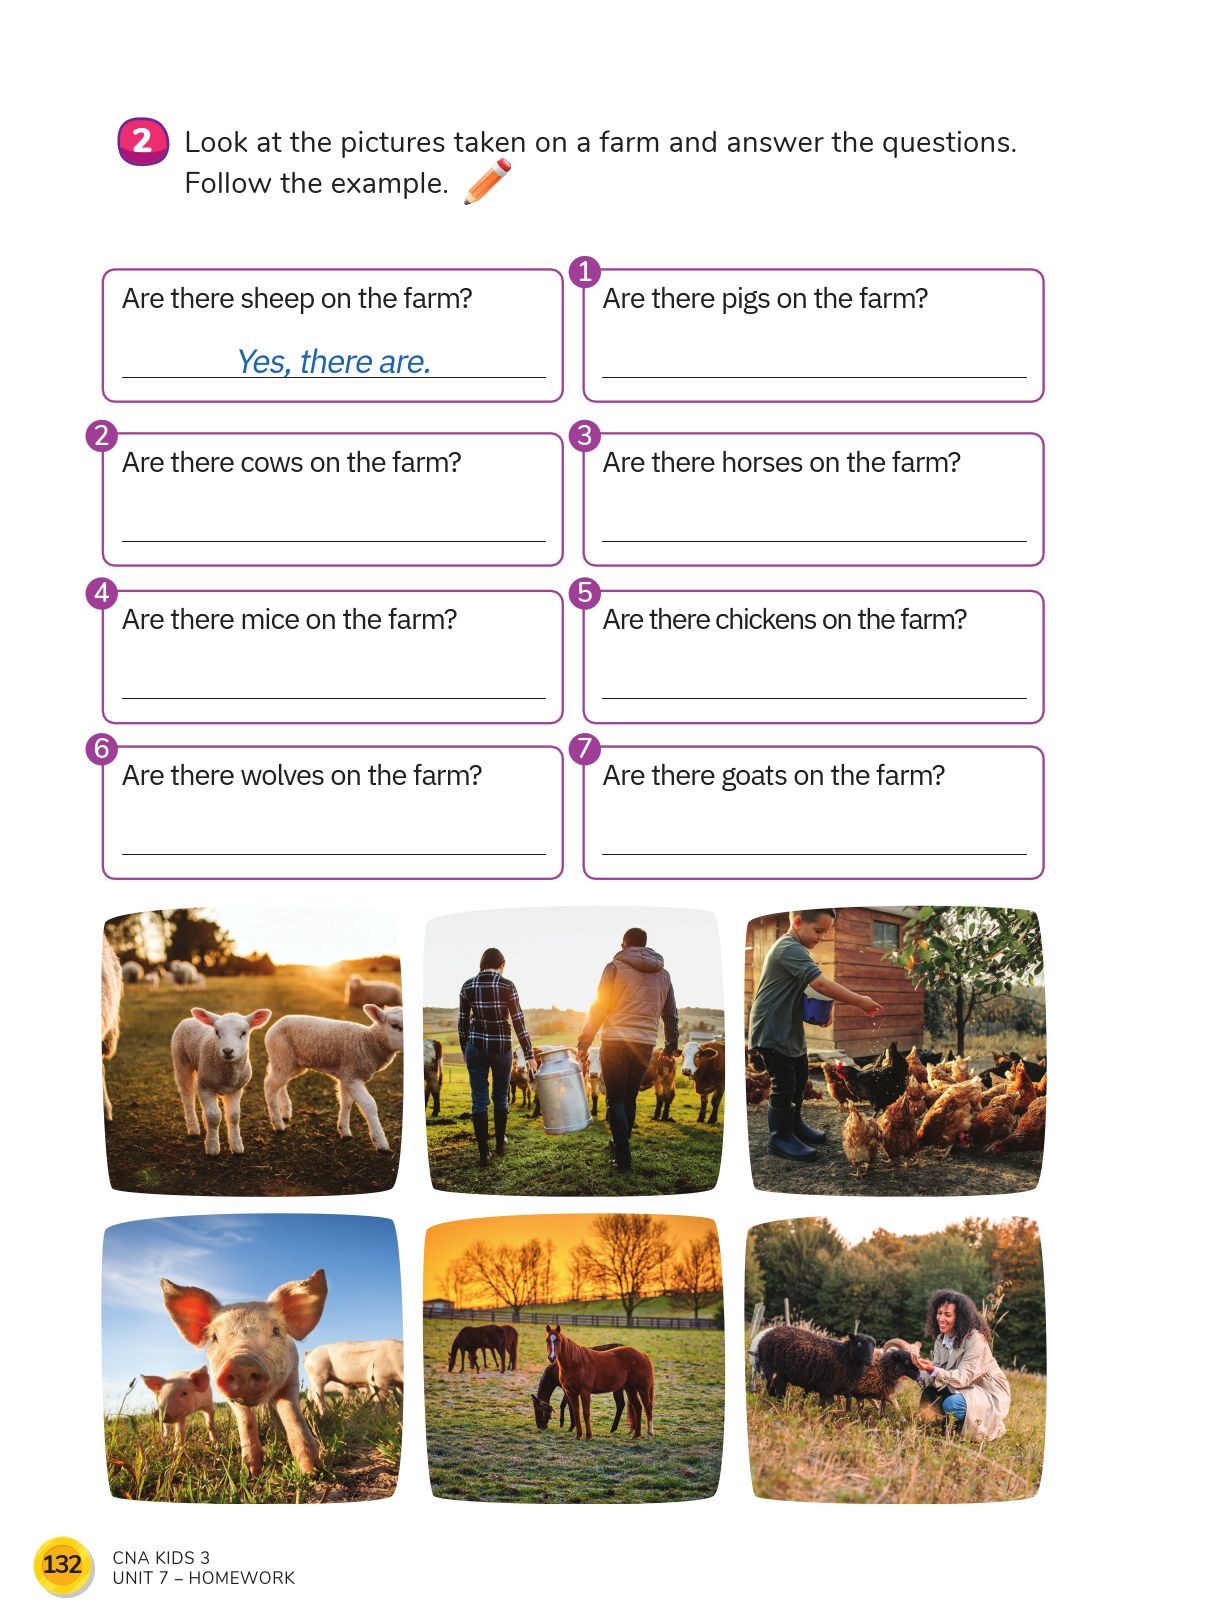 2
Look at the pictures taken on a farm and answer the questions.
Follow the example.
Are there sheep on the farm?
Yes, there are.
1
Are there pigs on the farm?
2
Are there cows on the farm?
3
Are there horses on the farm?
4
Are there mice on the farm?
5
Are there chickens on the farm?
6
Are there wolves on the farm?
7
Are there goats on the farm?
132
CNA KIDS 3
UNIT 7 – HOMEWORK